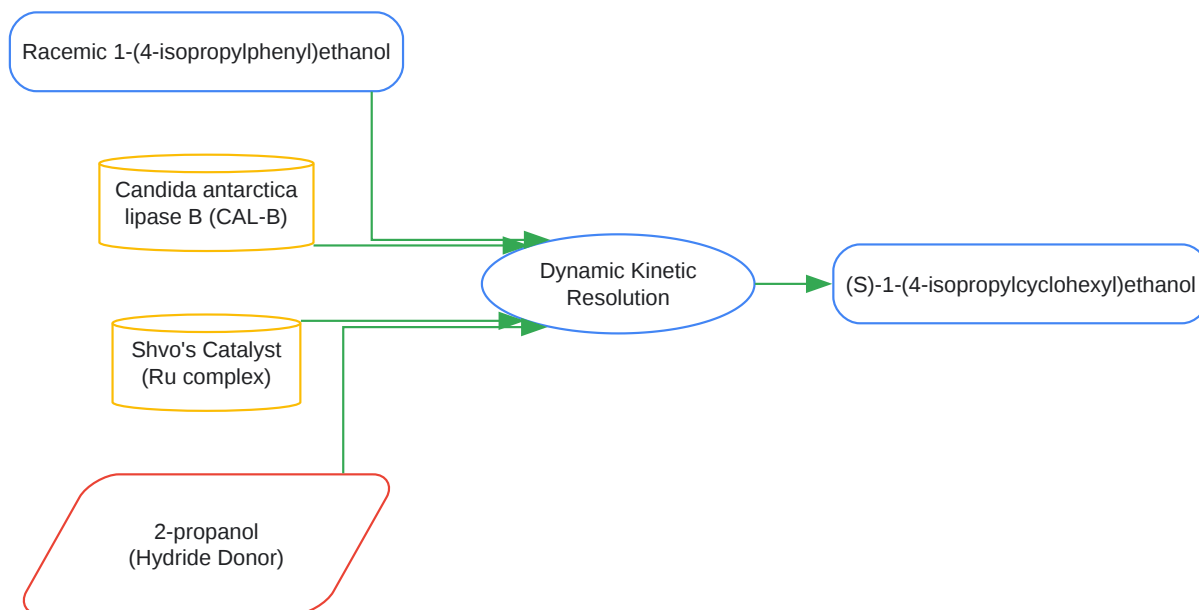 Racemic 1-(4-isopropylphenyl)ethanol
Candida antarctica
lipase B (CAL-B)
Shvo's Catalyst
(Ru complex)
2-propanol
(Hydride Donor)
Dynamic Kinetic
Resolution
(S)-1-(4-isopropylcyclohexyl)ethanol